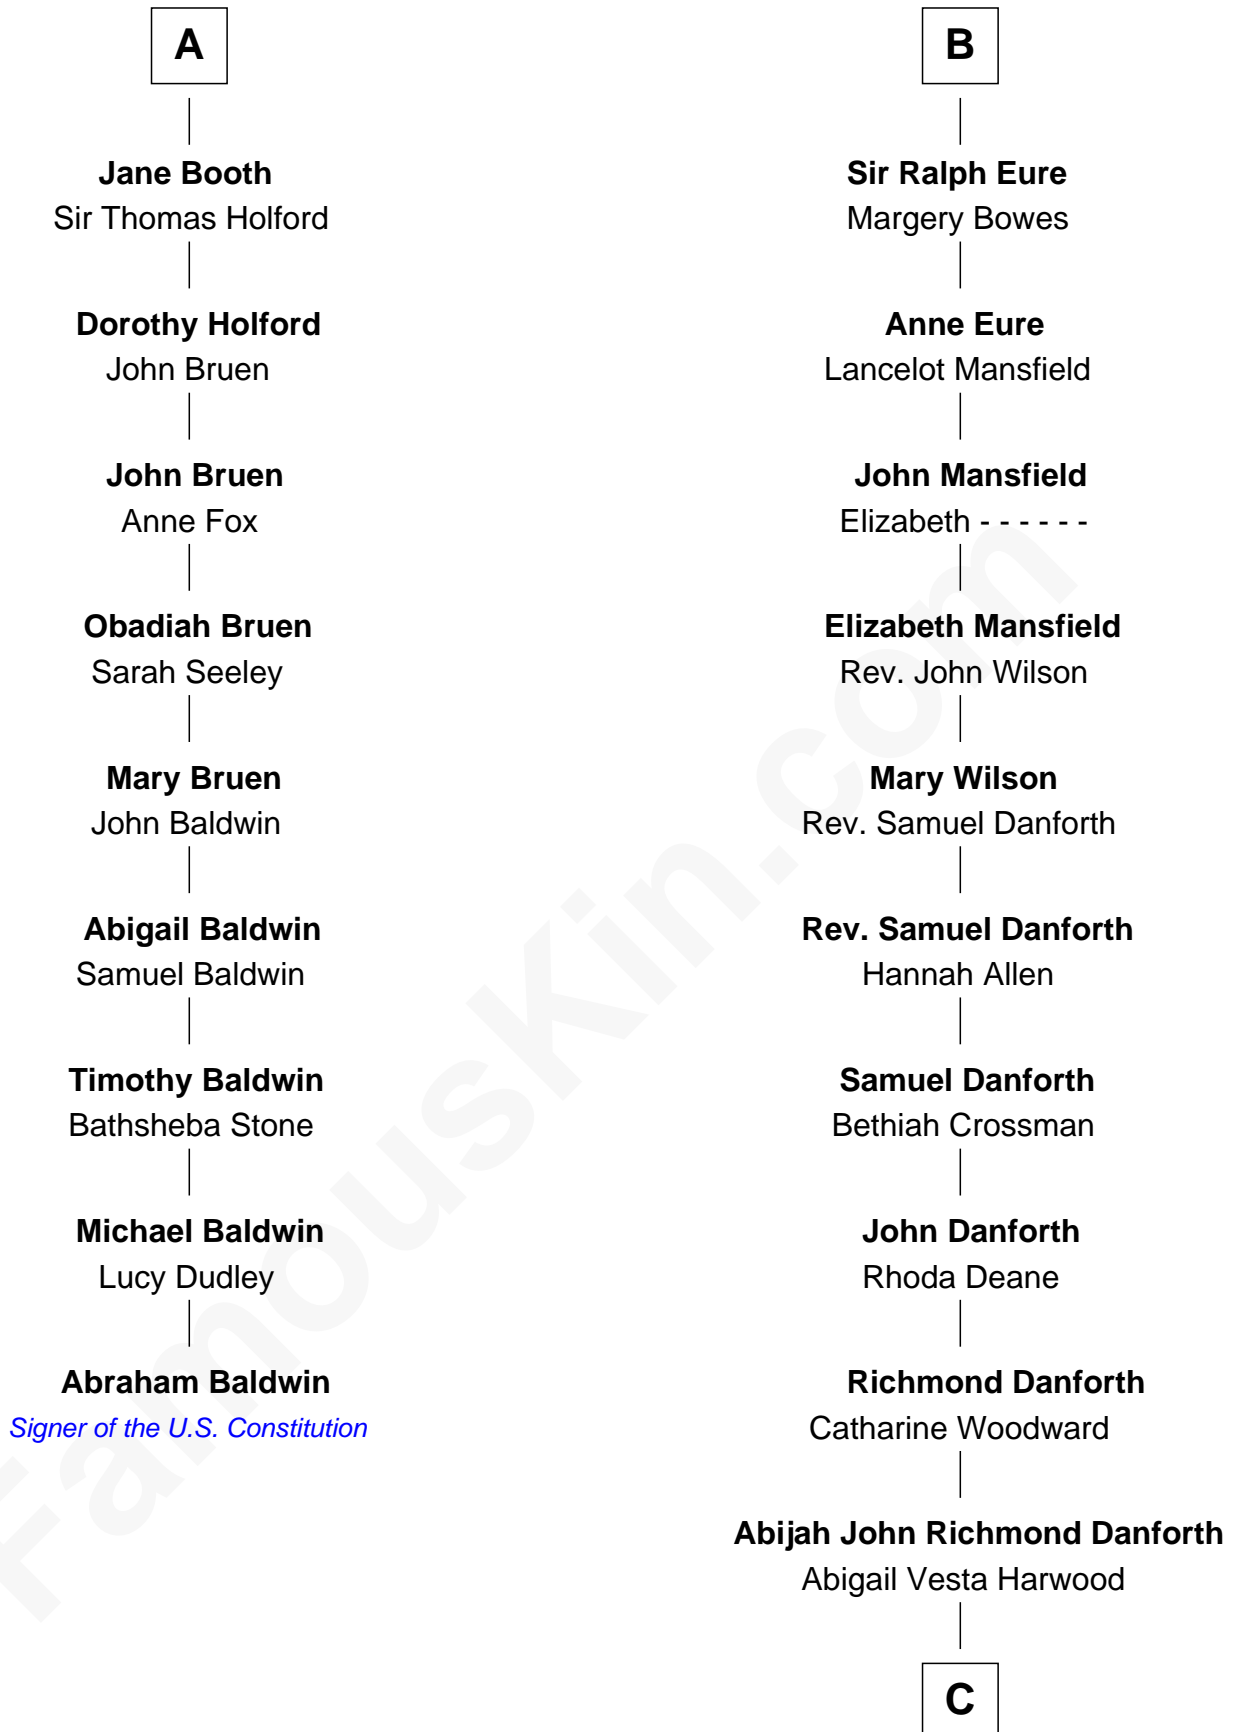 A
Jane Booth
Sir Thomas Holford
Dorothy Holford
John Bruen
John Bruen
Anne Fox
Obadiah Bruen
Sarah Seeley
Mary Bruen
John Baldwin
Abigail Baldwin
Samuel Baldwin
Timothy Baldwin
Bathsheba Stone
Michael Baldwin
Lucy Dudley
Abraham Baldwin
Signer of the U.S. Constitution
B
Sir Ralph Eure
Margery Bowes
Anne Eure
Lancelot Mansfield
John Mansfield
Elizabeth - - - - - -
Elizabeth Mansfield
Rev. John Wilson
Mary Wilson
Rev. Samuel Danforth
Rev. Samuel Danforth
Hannah Allen
Samuel Danforth
Bethiah Crossman
John Danforth
Rhoda Deane
Richmond Danforth
Catharine Woodward
Abijah John Richmond Danforth
Abigail Vesta Harwood
C
FamousKin.com